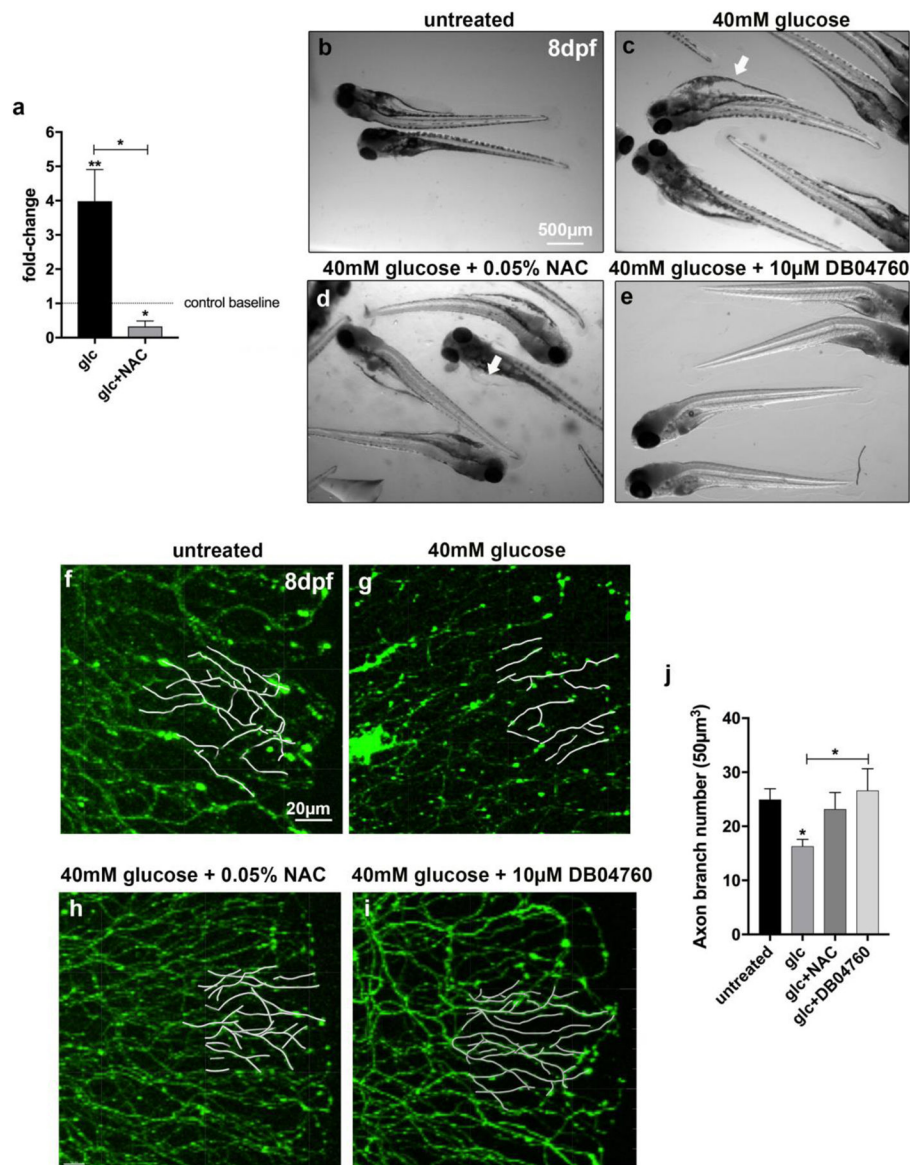 untreated
40mM glucose
b
8dpf
c
500µm
a
6
5
4
3
2
1
0
fold-change
*
**
*
control baseline
glc
glc+NAC
40mM glucose + 0.05% NAC
40mM glucose + 10µM DB04760
d
e
untreated
40mM glucose
f
8dpf
g
20µm
40mM glucose + 0.05% NAC
40mM glucose + 10µM DB04760
h
i
j
Axon branch number (50µm³)
40
30
20
10
0
*
*
untreated
glc
glc+NAC
glc+DB04760